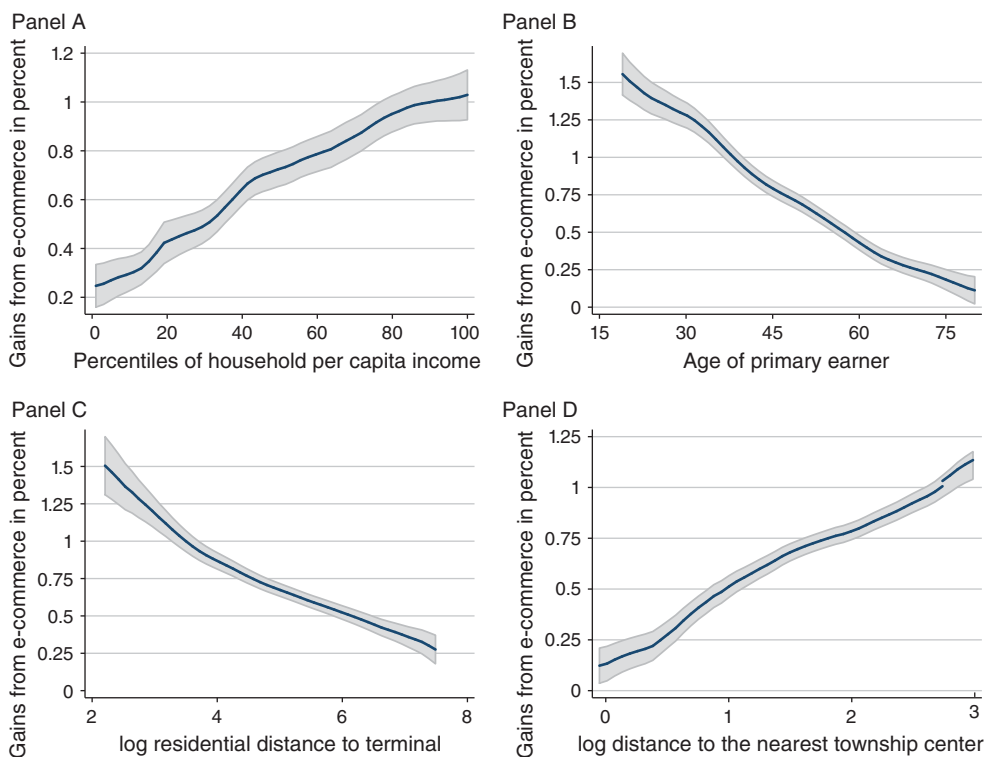 Panel A
Gains from e-commerce in percent
1.2
1
0.8
0.6
0.4
0.2
0 20 40 60 80 100
Percentiles of household per capita income
Panel B
Gains from e-commerce in percent
1.5
1.25
1
0.75
0.5
0.25
0
15 30 45 60 75
Age of primary earner
Panel C
Gains from e-commerce in percent
1.5
1.25
1
0.75
0.5
0.25
0
2 4 6 8
log residential distance to terminal
Panel D
Gains from e-commerce in percent
1.25
1
0.75
0.5
0.25
0
0 1 2 3
log distance to the nearest township center